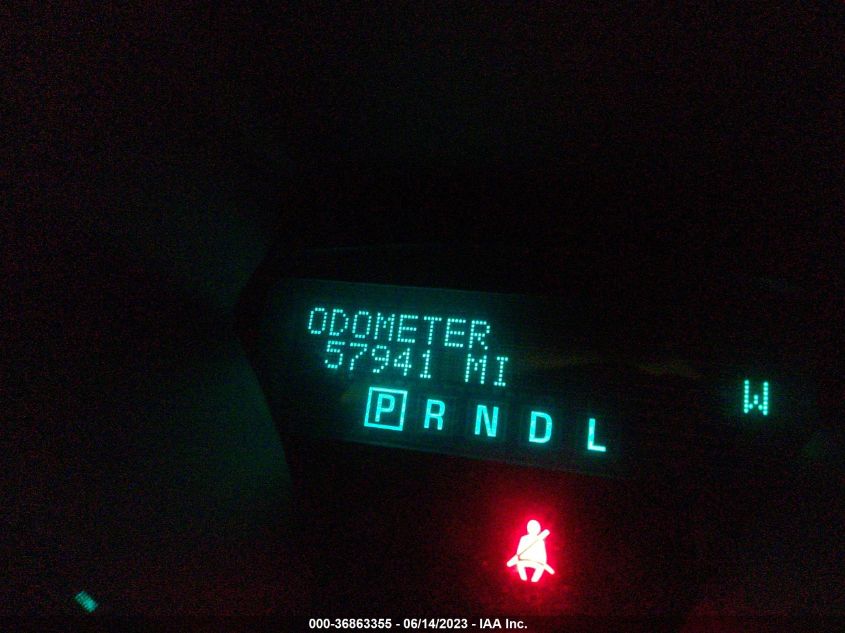 ODOMETER
57941 MI
P R N D L
W
000-36863355 - 06/14/2023 - IAA Inc.